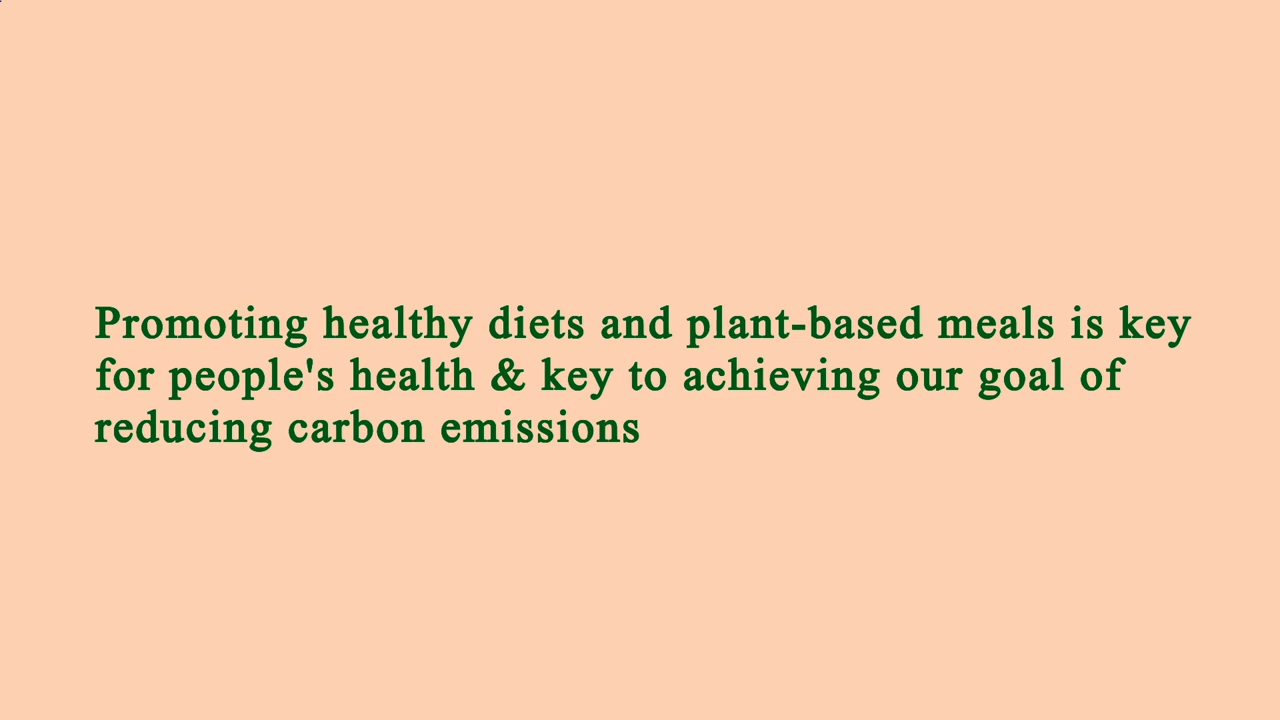 Promoting healthy diets and plant-based meals is key
for people's health & key to achieving our goal of
reducing carbon emissions